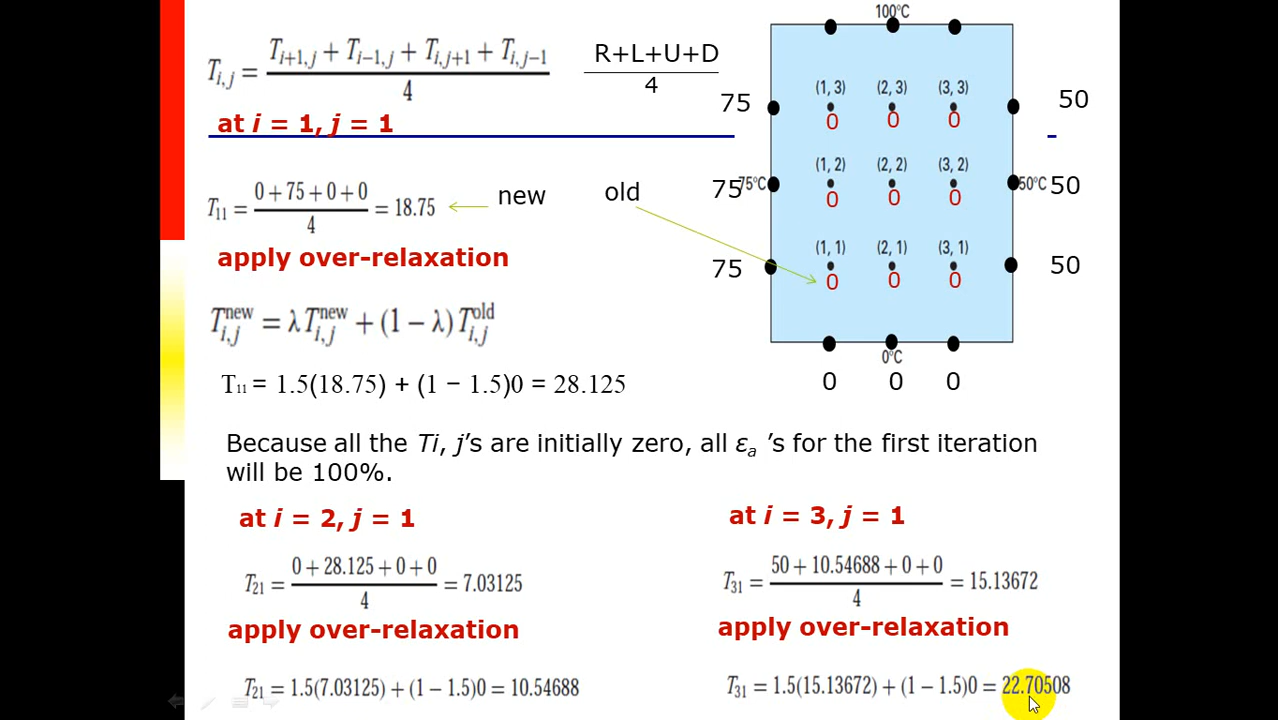 T_{i,j} = (T_{i+1,j} + T_{i−1,j} + T_{i,j+1} + T_{i,j−1}) / 4
R+L+U+D / 4
at i = 1, j = 1
T₁₁ = (0 + 75 + 0 + 0) / 4 = 18.75
new
old
apply over-relaxation
T_{i,j}^{new} = λT_{i,j}^{new} + (1 − λ) T_{i,j}^{old}
T₁₁ = 1.5(18.75) + (1 − 1.5)0 = 28.125
100°C
(1, 3) (2, 3) (3, 3)
75 0 0 0 50
(1, 2) (2, 2) (3, 2)
75 75°C 0 0 0 50°C 50
(1, 1) (2, 1) (3, 1)
75 0 0 0 50
0°C
0 0 0
Because all the Ti, j's are initially zero, all εₐ 's for the first iteration
will be 100%.
at i = 2, j = 1
T₂₁ = (0 + 28.125 + 0 + 0) / 4 = 7.03125
apply over-relaxation
T₂₁ = 1.5(7.03125) + (1 − 1.5)0 = 10.54688
at i = 3, j = 1
T₃₁ = (50 + 10.54688 + 0 + 0) / 4 = 15.13672
apply over-relaxation
T₃₁ = 1.5(15.13672) + (1 − 1.5)0 = 22.70508